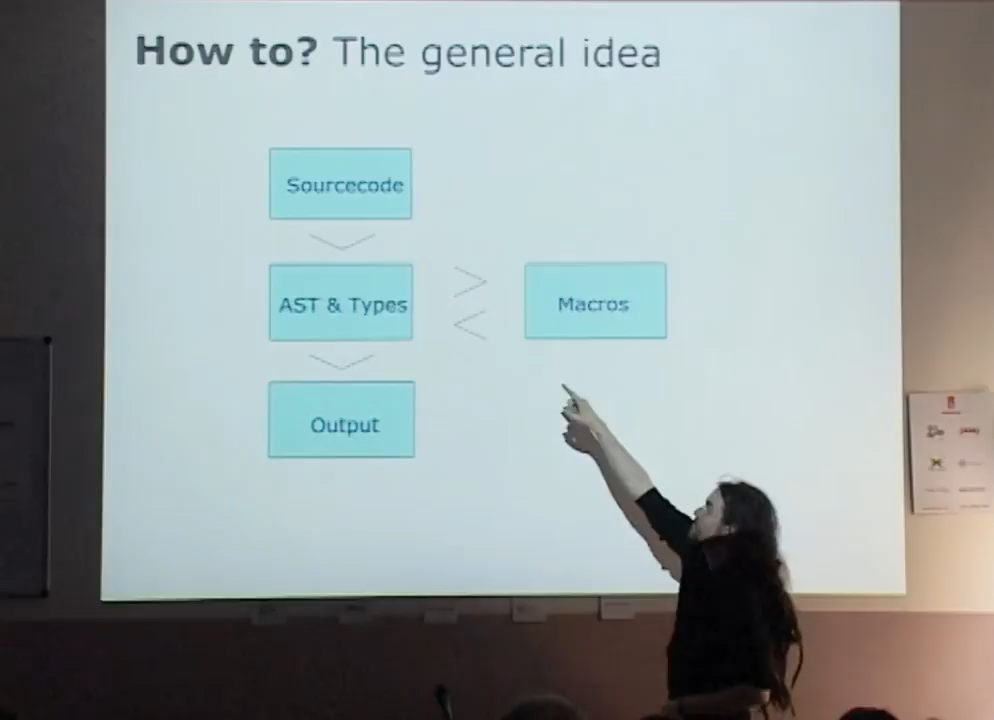 How to? The general idea
Sourcecode
AST & Types
Macros
Output